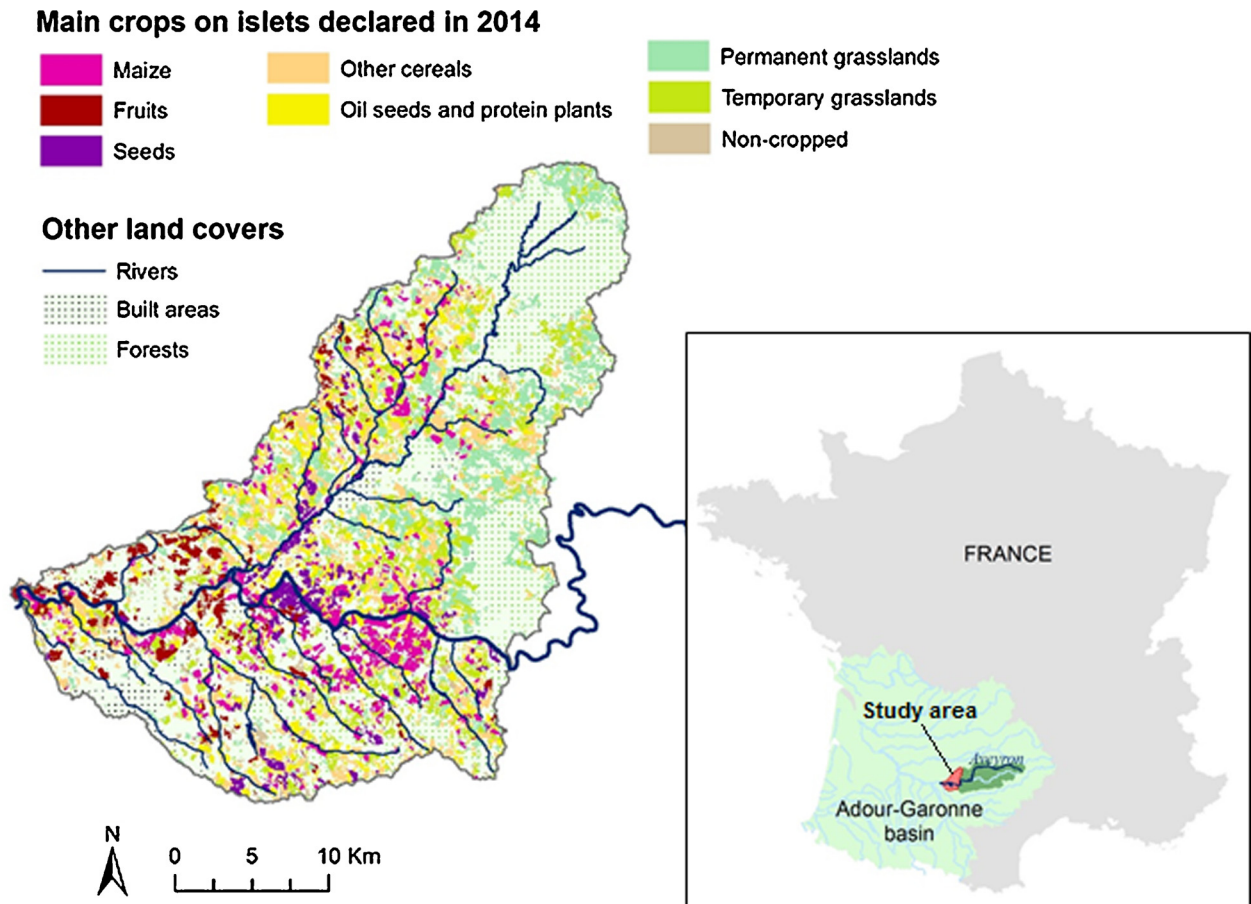 Main crops on islets declared in 2014
Maize
Fruits
Seeds
Other cereals
Oil seeds and protein plants
Permanent grasslands
Temporary grasslands
Non-cropped
Other land covers
Rivers
Built areas
Forests
N
0 5 10 Km
FRANCE
Study area
Aveyron
Adour-Garonne
basin